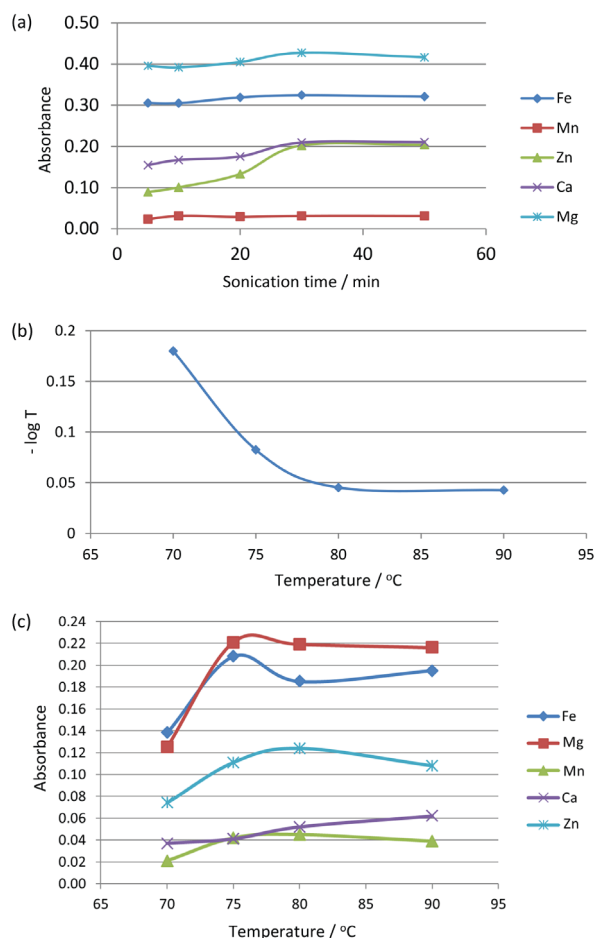 (a)
0.50
0.40
0.30
0.20
0.10
0.00
Absorbance
0 20 40 60
Sonication time / min
Fe
Mn
Zn
Ca
Mg
(b)
0.2
0.15
0.1
0.05
0
- log T
65 70 75 80 85 90 95
Temperature / °C
(c)
0.24
0.22
0.20
0.18
0.16
0.14
0.12
0.10
0.08
0.06
0.04
0.02
0.00
Absorbance
65 70 75 80 85 90 95
Temperature / °C
Fe
Mg
Mn
Ca
Zn